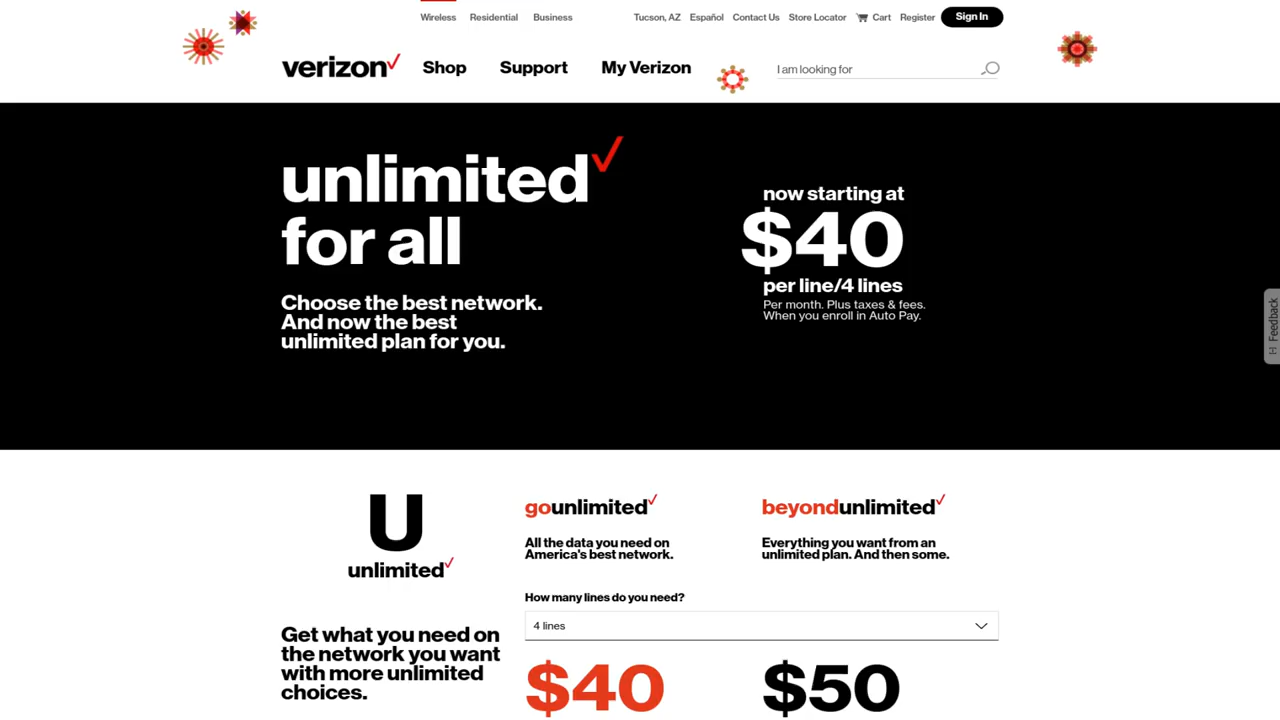 Wireless Residential Business Tucson, AZ Español Contact Us Store Locator Cart Register Sign In
verizon Shop Support My Verizon I am looking for
unlimited
for all
Choose the best network.
And now the best
unlimited plan for you.
now starting at
$40
per line/4 lines
Per month. Plus taxes & fees.
When you enroll in Auto Pay.
Feedback
U
unlimited
Get what you need on
the network you want
with more unlimited
choices.
gounlimited
All the data you need on
America's best network.
beyondunlimited
Everything you want from an
unlimited plan. And then some.
How many lines do you need?
4 lines
$40 $50